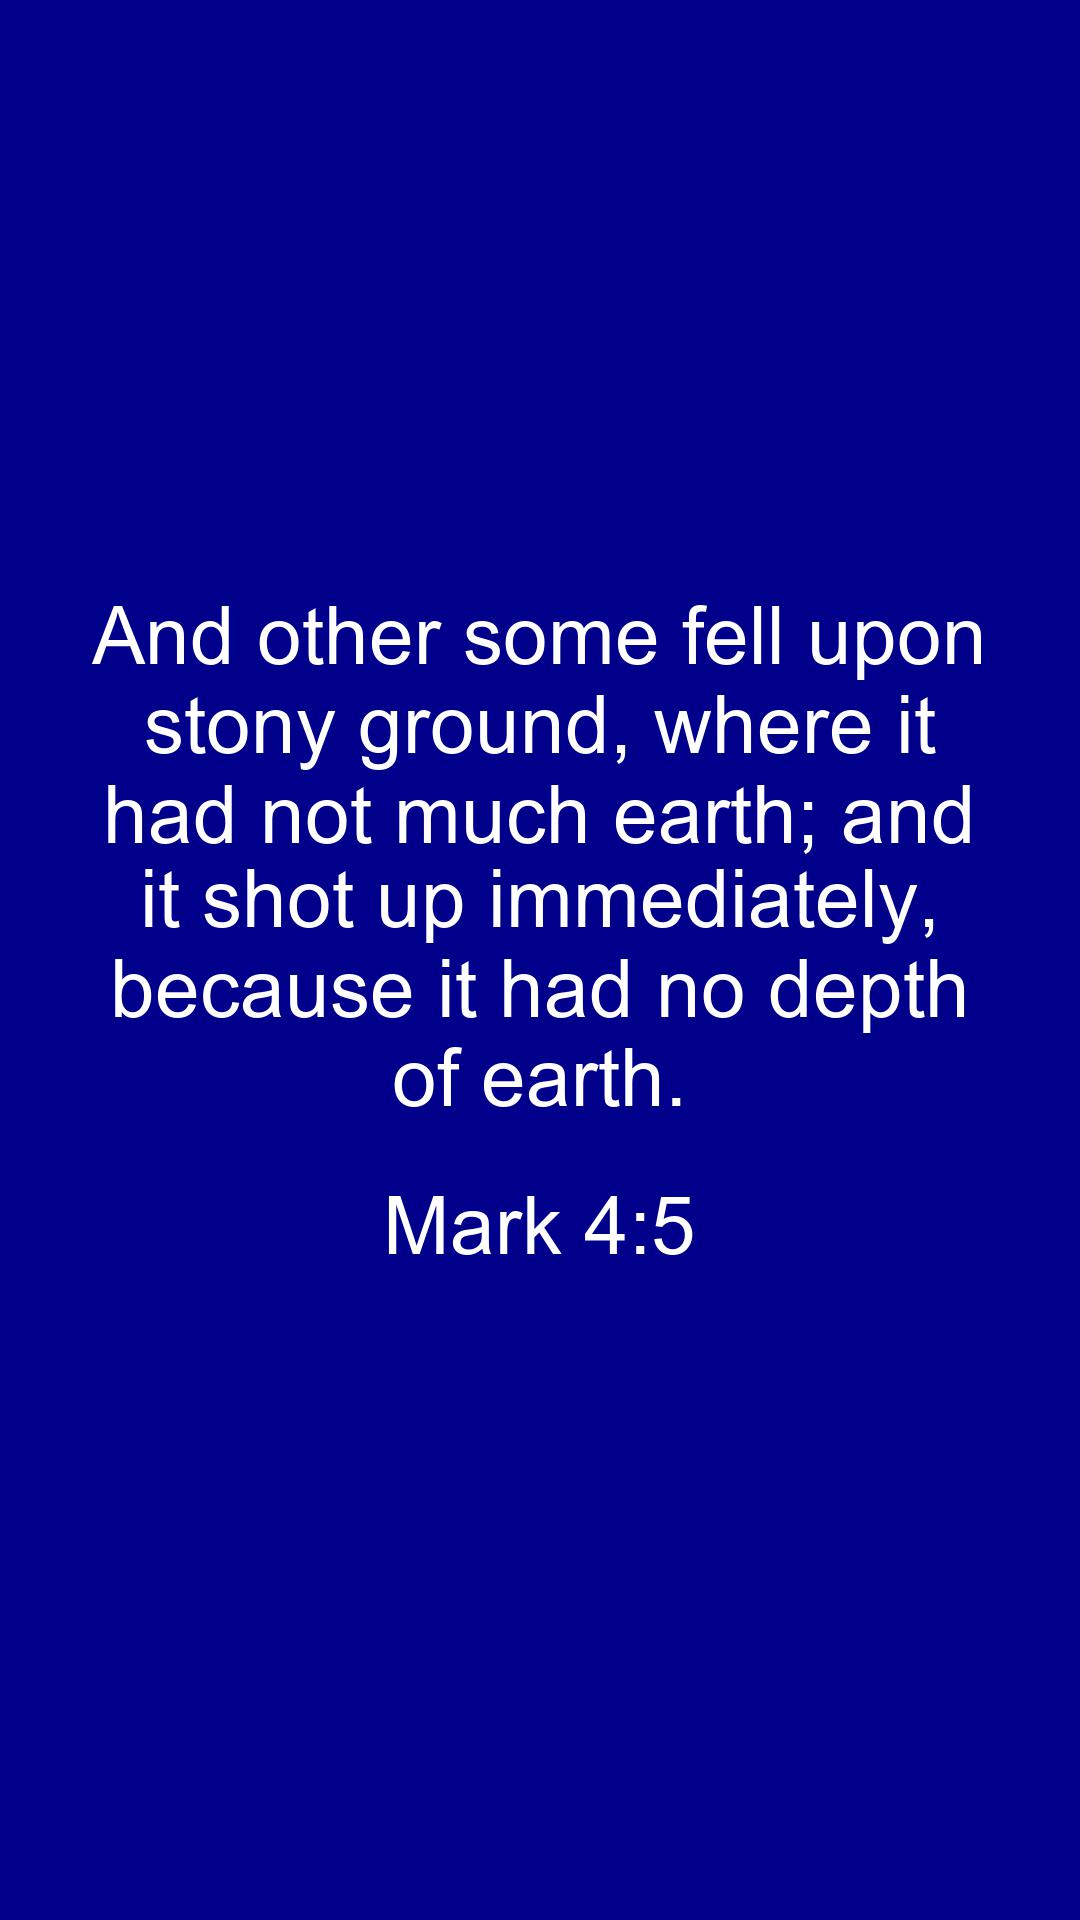 And other some fell upon
stony ground, where it
had not much earth; and
it shot up immediately,
because it had no depth
of earth.
Mark 4:5